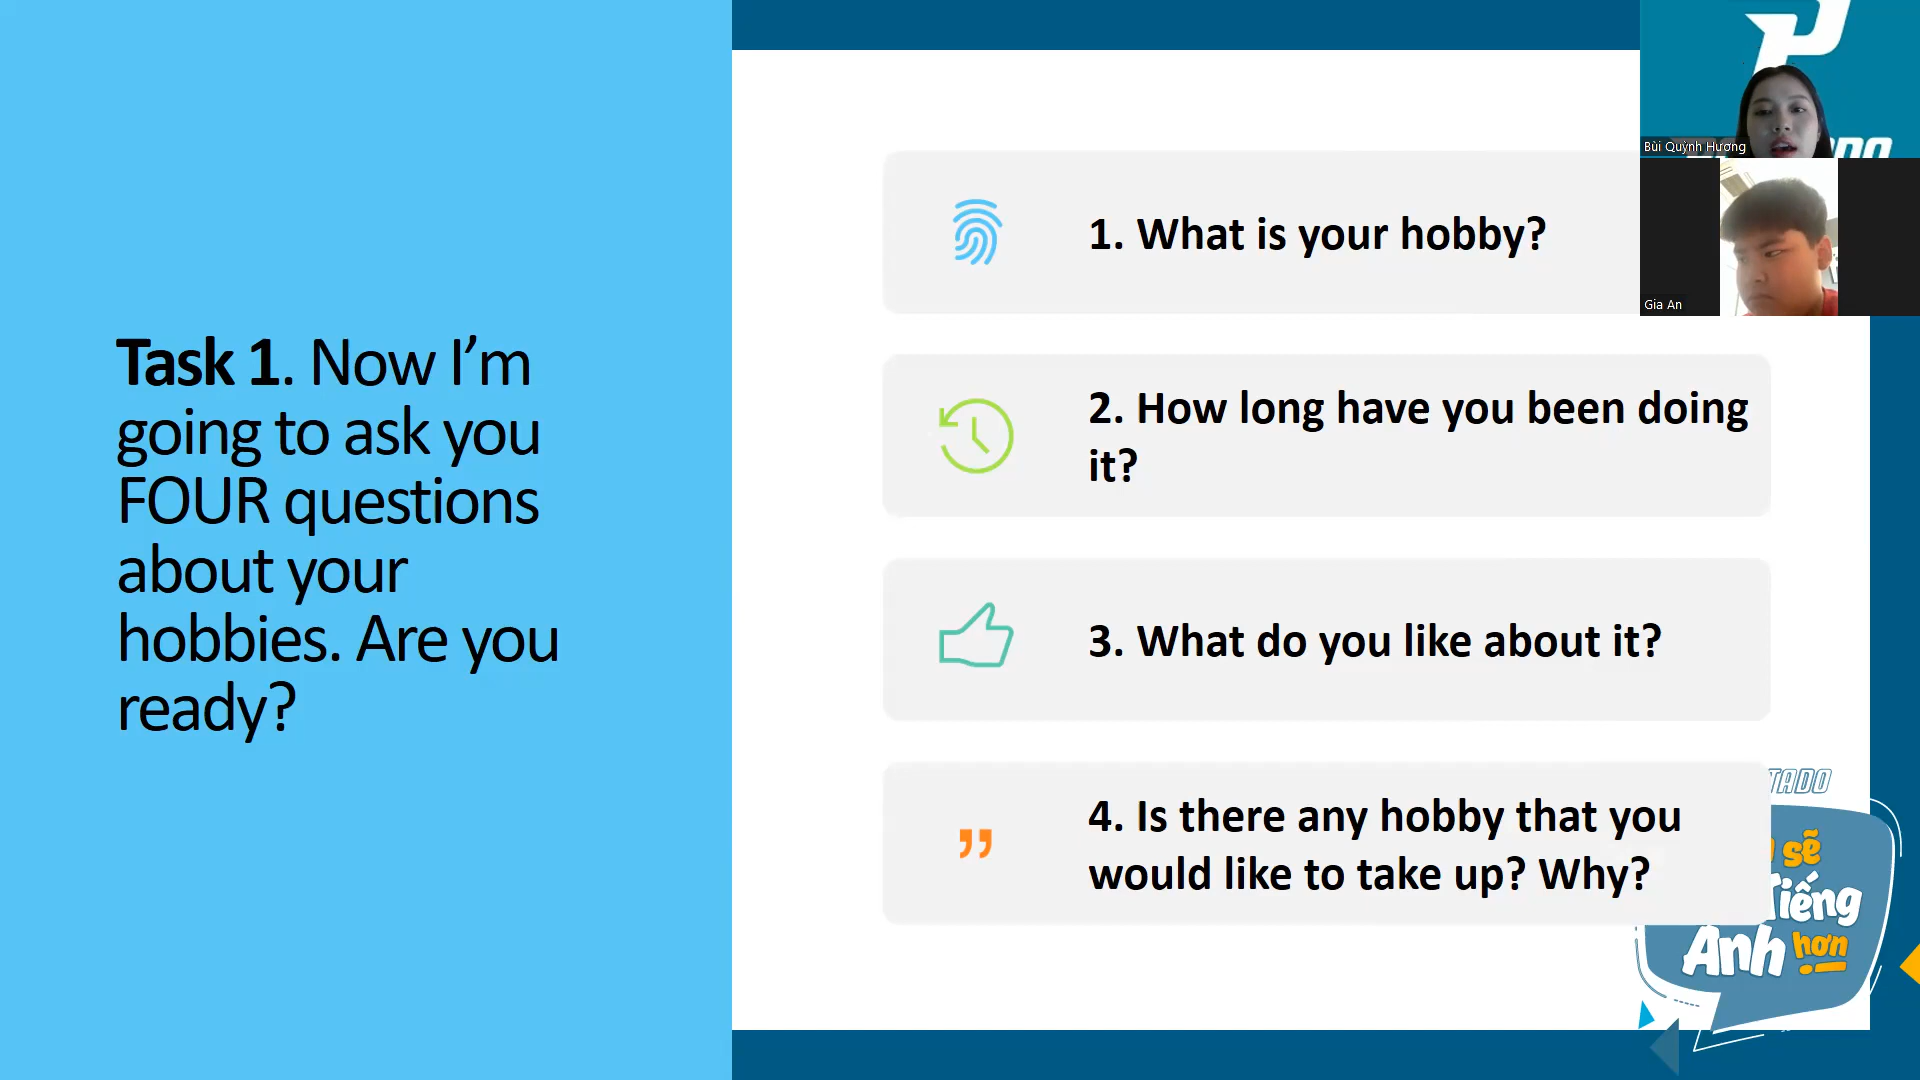 Task 1. Now I’m
going to ask you
FOUR questions
about your
hobbies. Are you
ready?
1. What is your hobby?
2. How long have you been doing
it?
3. What do you like about it?
4. Is there any hobby that you
would like to take up? Why?
Bùi Quỳnh Hương
Gia An
TADO
sẽ
Tiếng
Anh hơn